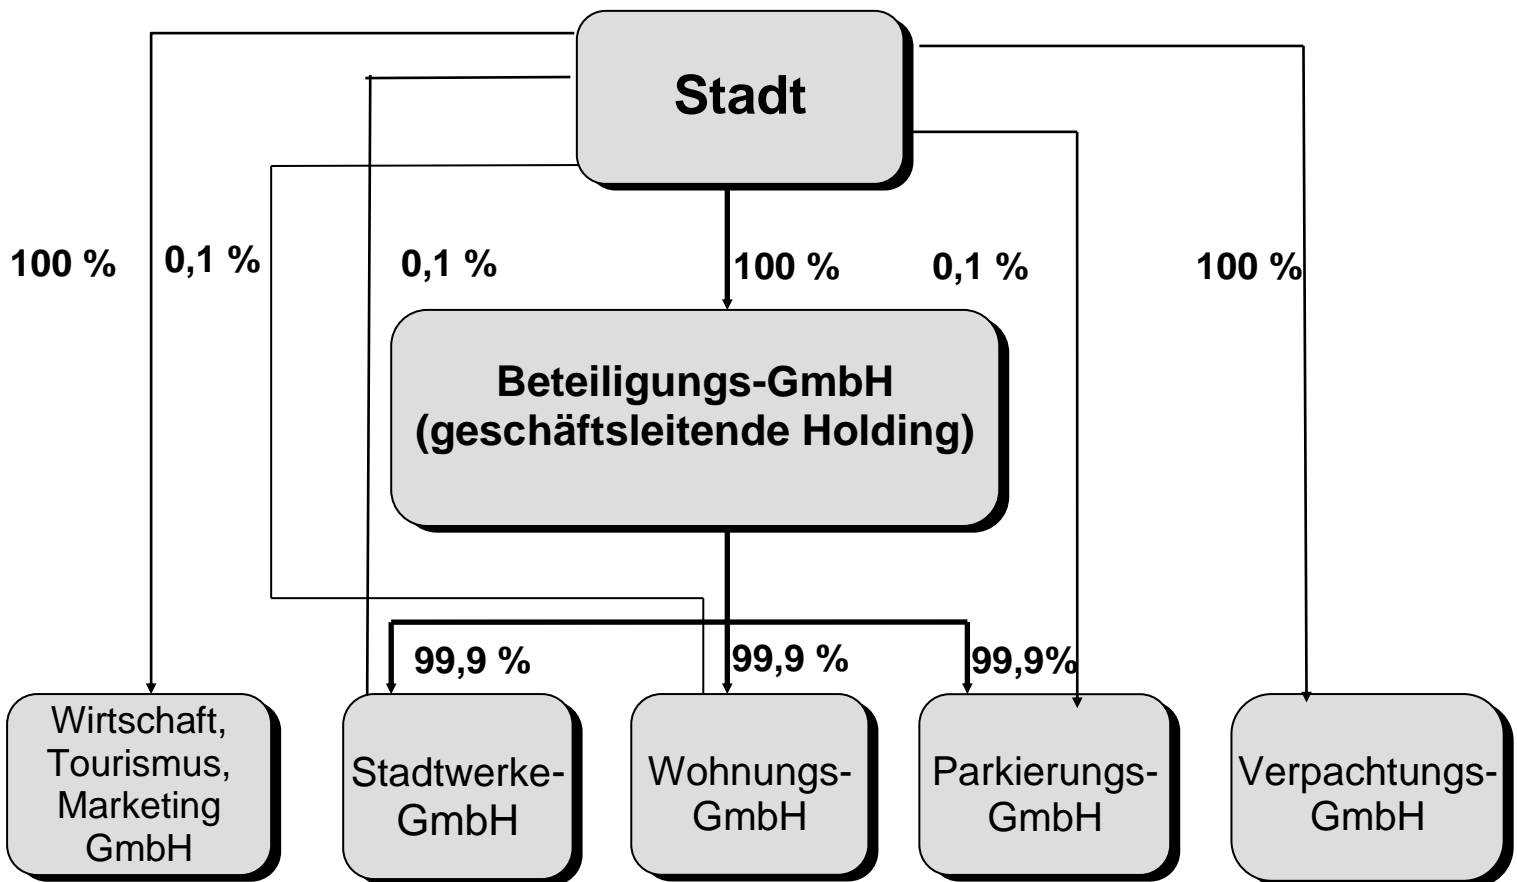 Stadt
100 %
0,1 %
0,1 %
100 %
0,1 %
100 %
Beteiligungs-GmbH
(geschäftsleitende Holding)
99,9 %
99,9 %
99,9%
Wirtschaft,
Tourismus,
Marketing
GmbH
Stadtwerke-
GmbH
Wohnungs-
GmbH
Parkierungs-
GmbH
Verpachtungs-
GmbH